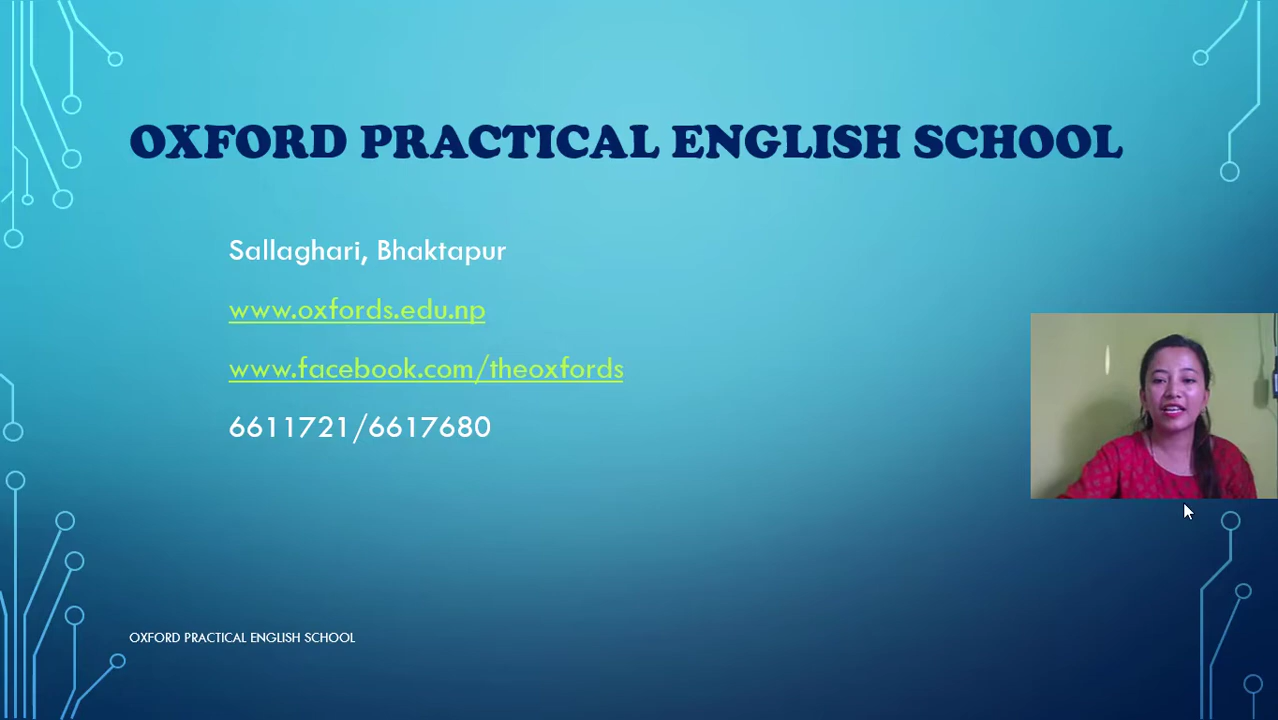 OXFORD PRACTICAL ENGLISH SCHOOL
Sallaghari, Bhaktapur
www.oxfords.edu.np
www.facebook.com/theoxfords
6611721/6617680
OXFORD PRACTICAL ENGLISH SCHOOL